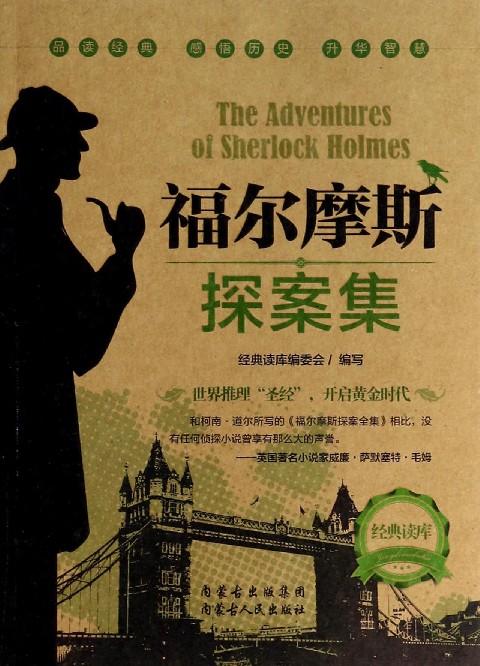 品读经典 感悟历史 升华智慧
The Adventures
of Sherlock Holmes
福尔摩斯
探案集
经典读库编委会 / 编写
世界推理“圣经”，开启黄金时代
和柯南·道尔所写的《福尔摩斯探案全集》相比，没
有任何侦探小说曾享有那么大的声誉。
——英国著名小说家威廉·萨默塞特·毛姆
经典读库
内蒙古出版集团
内蒙古人民出版社